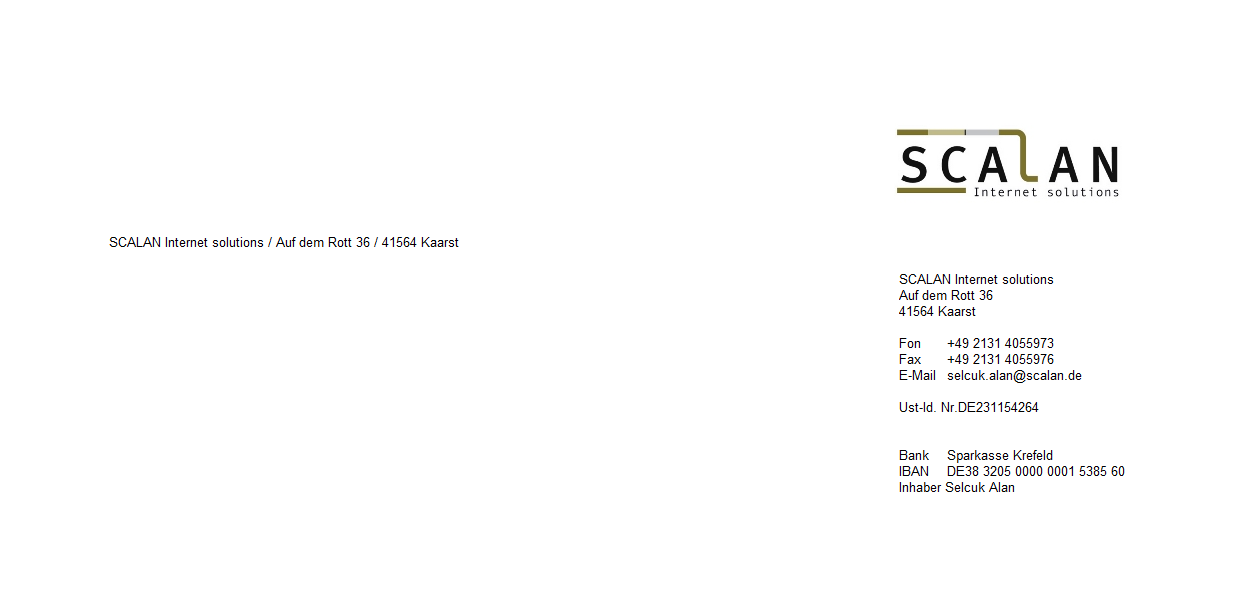 SCALAN
Internet solutions
SCALAN Internet solutions / Auf dem Rott 36 / 41564 Kaarst
SCALAN Internet solutions
Auf dem Rott 36
41564 Kaarst
Fon +49 2131 4055973
Fax +49 2131 4055976
E-Mail selcuk.alan@scalan.de
Ust-Id. Nr.DE231154264
Bank Sparkasse Krefeld
IBAN DE38 3205 0000 0001 5385 60
Inhaber Selcuk Alan